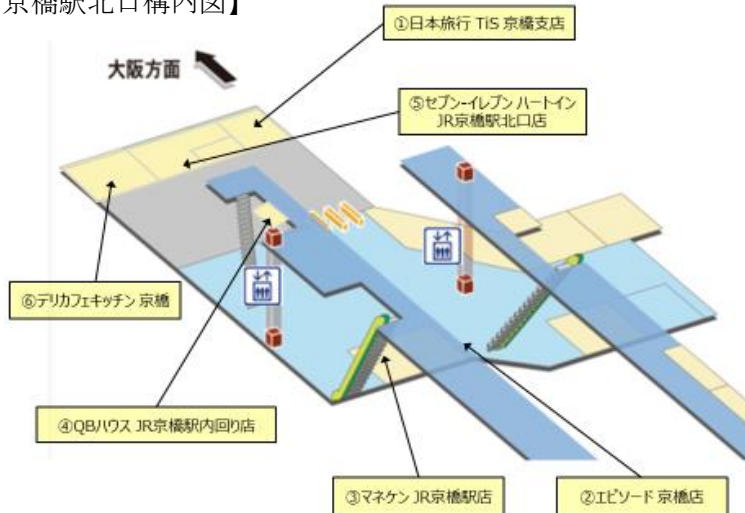 京橋駅北口構内図】
①日本旅行 TiS 京橋支店
大阪方面
⑤セブン-イレブン ハートイン
JR京橋駅北口店
⑥デリカフェキッチン 京橋
④QBハウス JR京橋駅内回り店
③マネケン JR京橋駅店
②エピソード 京橋店